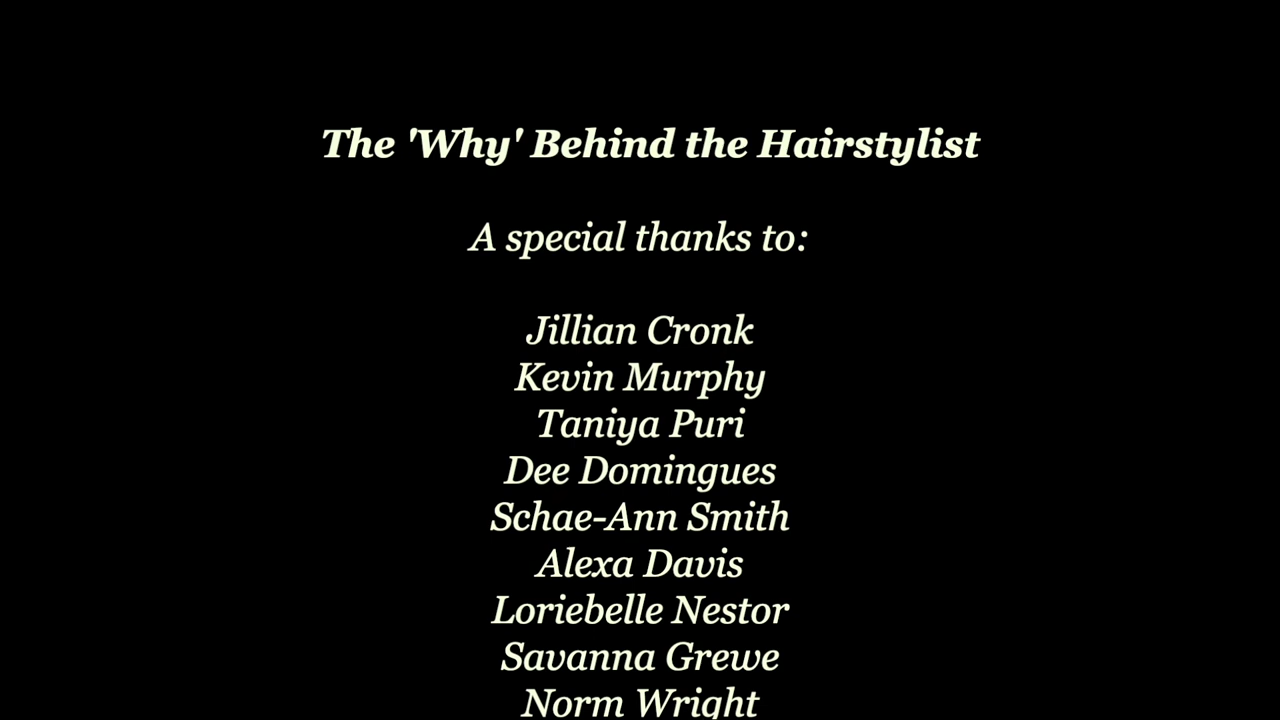 The 'Why' Behind the Hairstylist
A special thanks to:
Jillian Cronk
Kevin Murphy
Taniya Puri
Dee Domingues
Schae-Ann Smith
Alexa Davis
Loriebelle Nestor
Savanna Grewe
Norm Wright